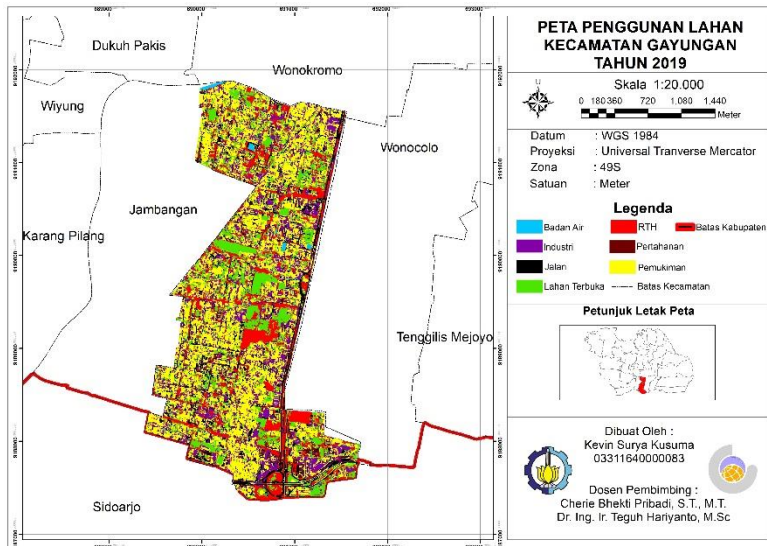 PETA PENGGUNAN LAHAN
KECAMATAN GAYUNGAN
TAHUN 2019
Skala 1:20.000
0 180 360 720 1,080 1,440
Meter
Datum : WGS 1984
Proyeksi : Universal Tranverse Mercator
Zona : 49S
Satuan : Meter
Legenda
Badan Air
RTH
Batas Kabupaten
Industri
Pertahanan
Jalan
Pemukiman
Lahan Terbuka
Batas Kecamatan
Petunjuk Letak Peta
Dibuat Oleh :
Kevin Surya Kusuma
03311640000083
Dosen Pembimbing :
Cherie Bhekti Pribadi, S.T., M.T.
Dr. Ing. Ir. Teguh Hariyanto, M.Sc
Dukuh Pakis
Wonokromo
Wiyung
Wonocolo
Jambangan
Karang Pilang
Tenggilis Mejoyo
Sidoarjo